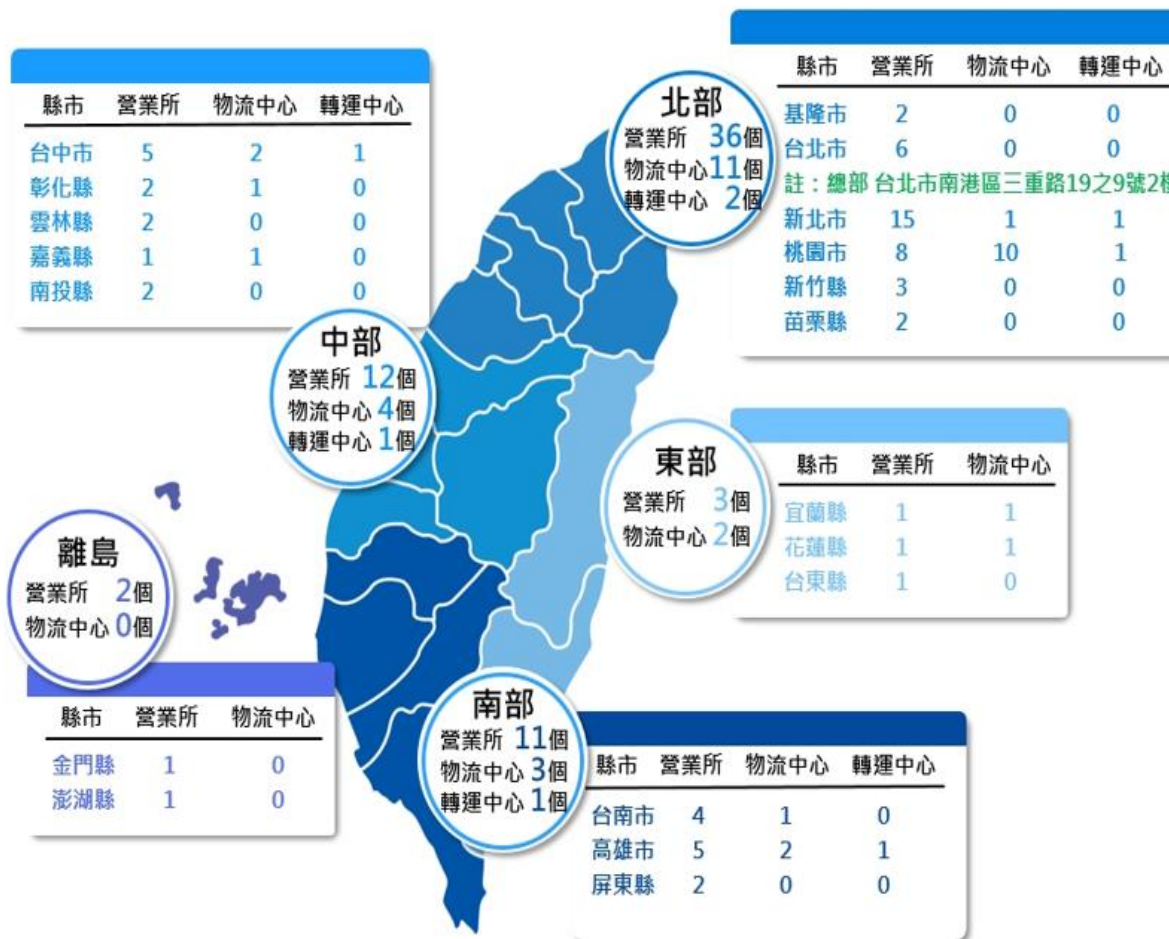 縣市 營業所 物流中心 轉運中心
台中市 5 2 1
彰化縣 2 1 0
雲林縣 2 0 0
嘉義縣 1 1 0
南投縣 2 0 0
北部
營業所 36個
物流中心11個
轉運中心 2個
縣市 營業所 物流中心 轉運中心
基隆市 2 0 0
台北市 6 0 0
註：總部 台北市南港區三重路19之9號2樓
新北市 15 1 1
桃園市 8 10 1
新竹縣 3 0 0
苗栗縣 2 0 0
中部
營業所 12個
物流中心 4個
轉運中心 1個
東部
營業所 3個
物流中心 2個
縣市 營業所 物流中心
宜蘭縣 1 1
花蓮縣 1 1
台東縣 1 0
離島
營業所 2個
物流中心 0個
縣市 營業所 物流中心
金門縣 1 0
澎湖縣 1 0
南部
營業所 11個
物流中心 3個
轉運中心 1個
縣市 營業所 物流中心 轉運中心
台南市 4 1 0
高雄市 5 2 1
屏東縣 2 0 0